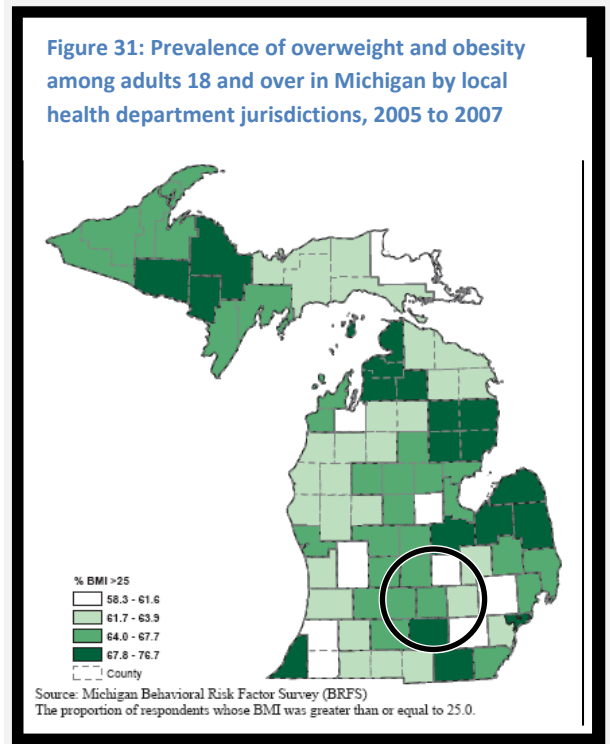 Figure 31: Prevalence of overweight and obesity
among adults 18 and over in Michigan by local
health department jurisdictions, 2005 to 2007
% BMI >25
58.3 - 61.6
61.7 - 63.9
64.0 - 67.7
67.8 - 76.7
County
Source: Michigan Behavioral Risk Factor Survey (BRFS)
The proportion of respondents whose BMI was greater than or equal to 25.0.